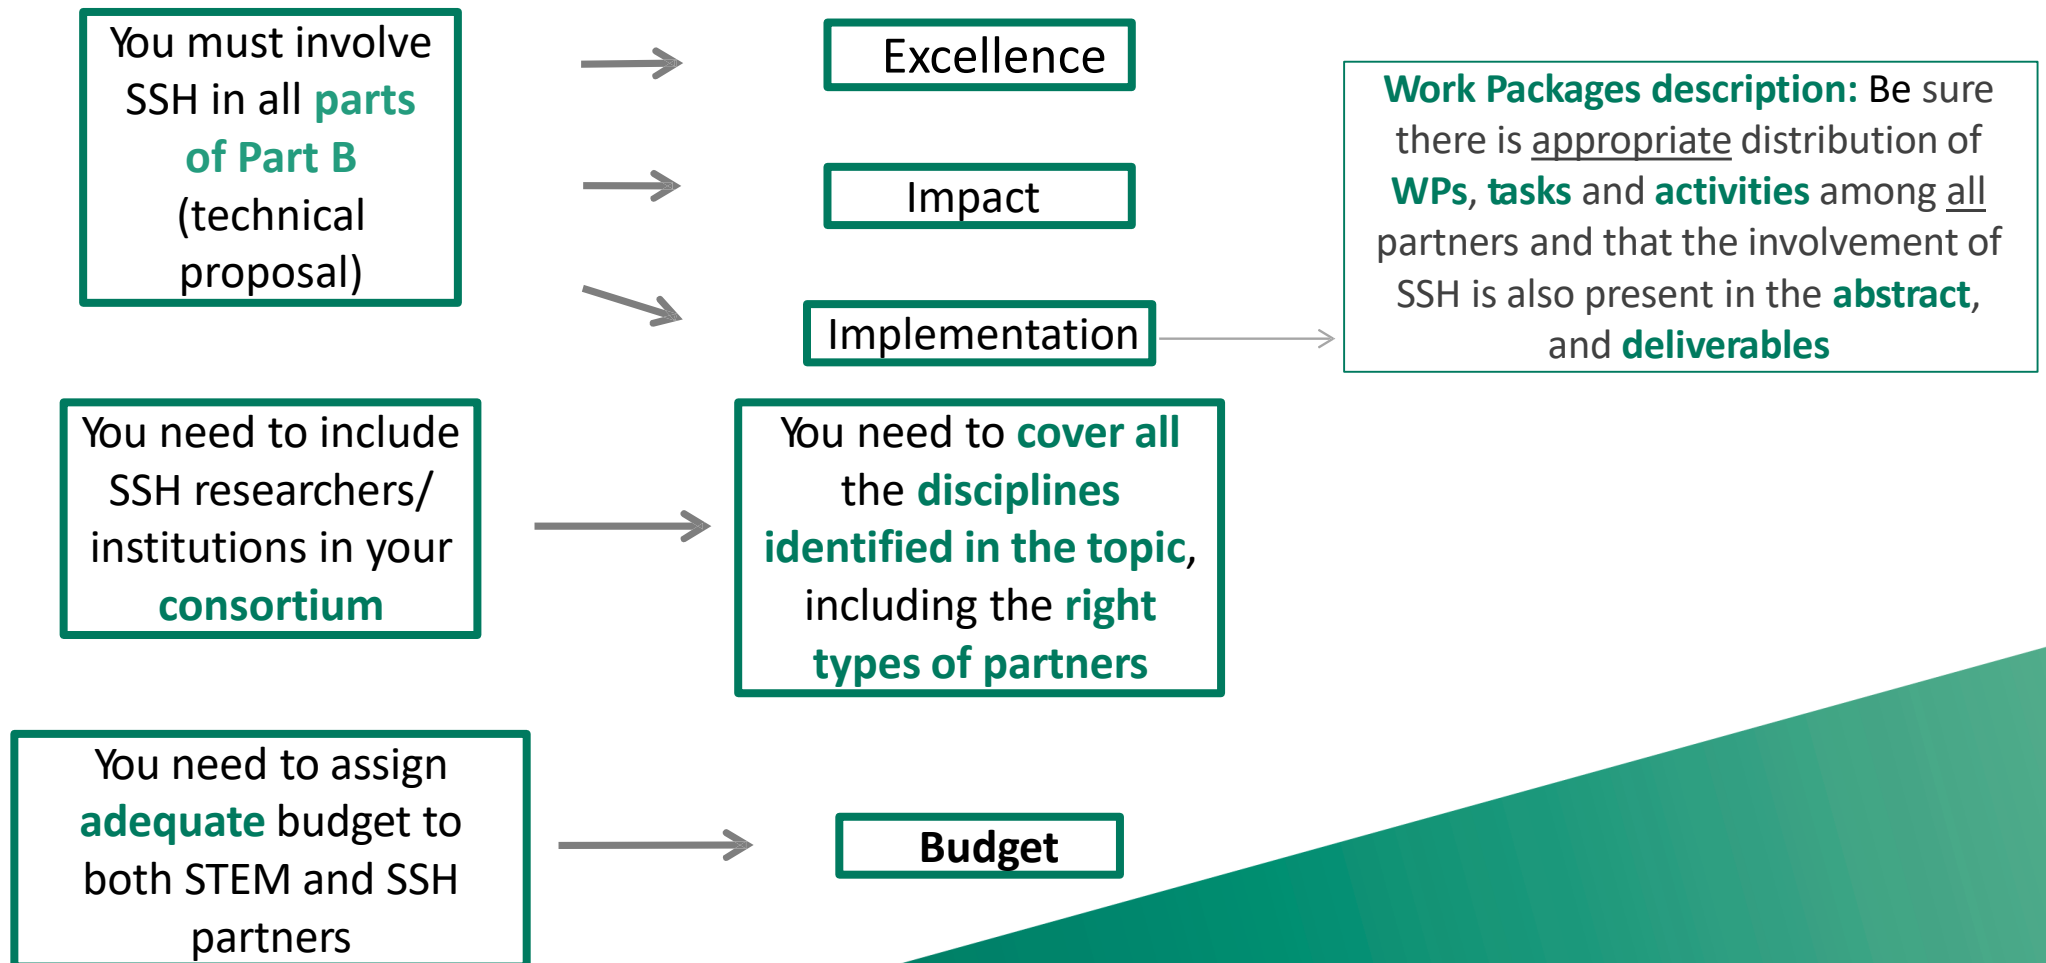 You must involve
SSH in all parts
of Part B
(technical
proposal)
Excellence
Impact
Implementation
Work Packages description: Be sure
there is appropriate distribution of
WPs, tasks and activities among all
partners and that the involvement of
SSH is also present in the abstract,
and deliverables
You need to include
SSH researchers/
institutions in your
consortium
You need to cover all
the disciplines
identified in the topic,
including the right
types of partners
You need to assign
adequate budget to
both STEM and SSH
partners
Budget